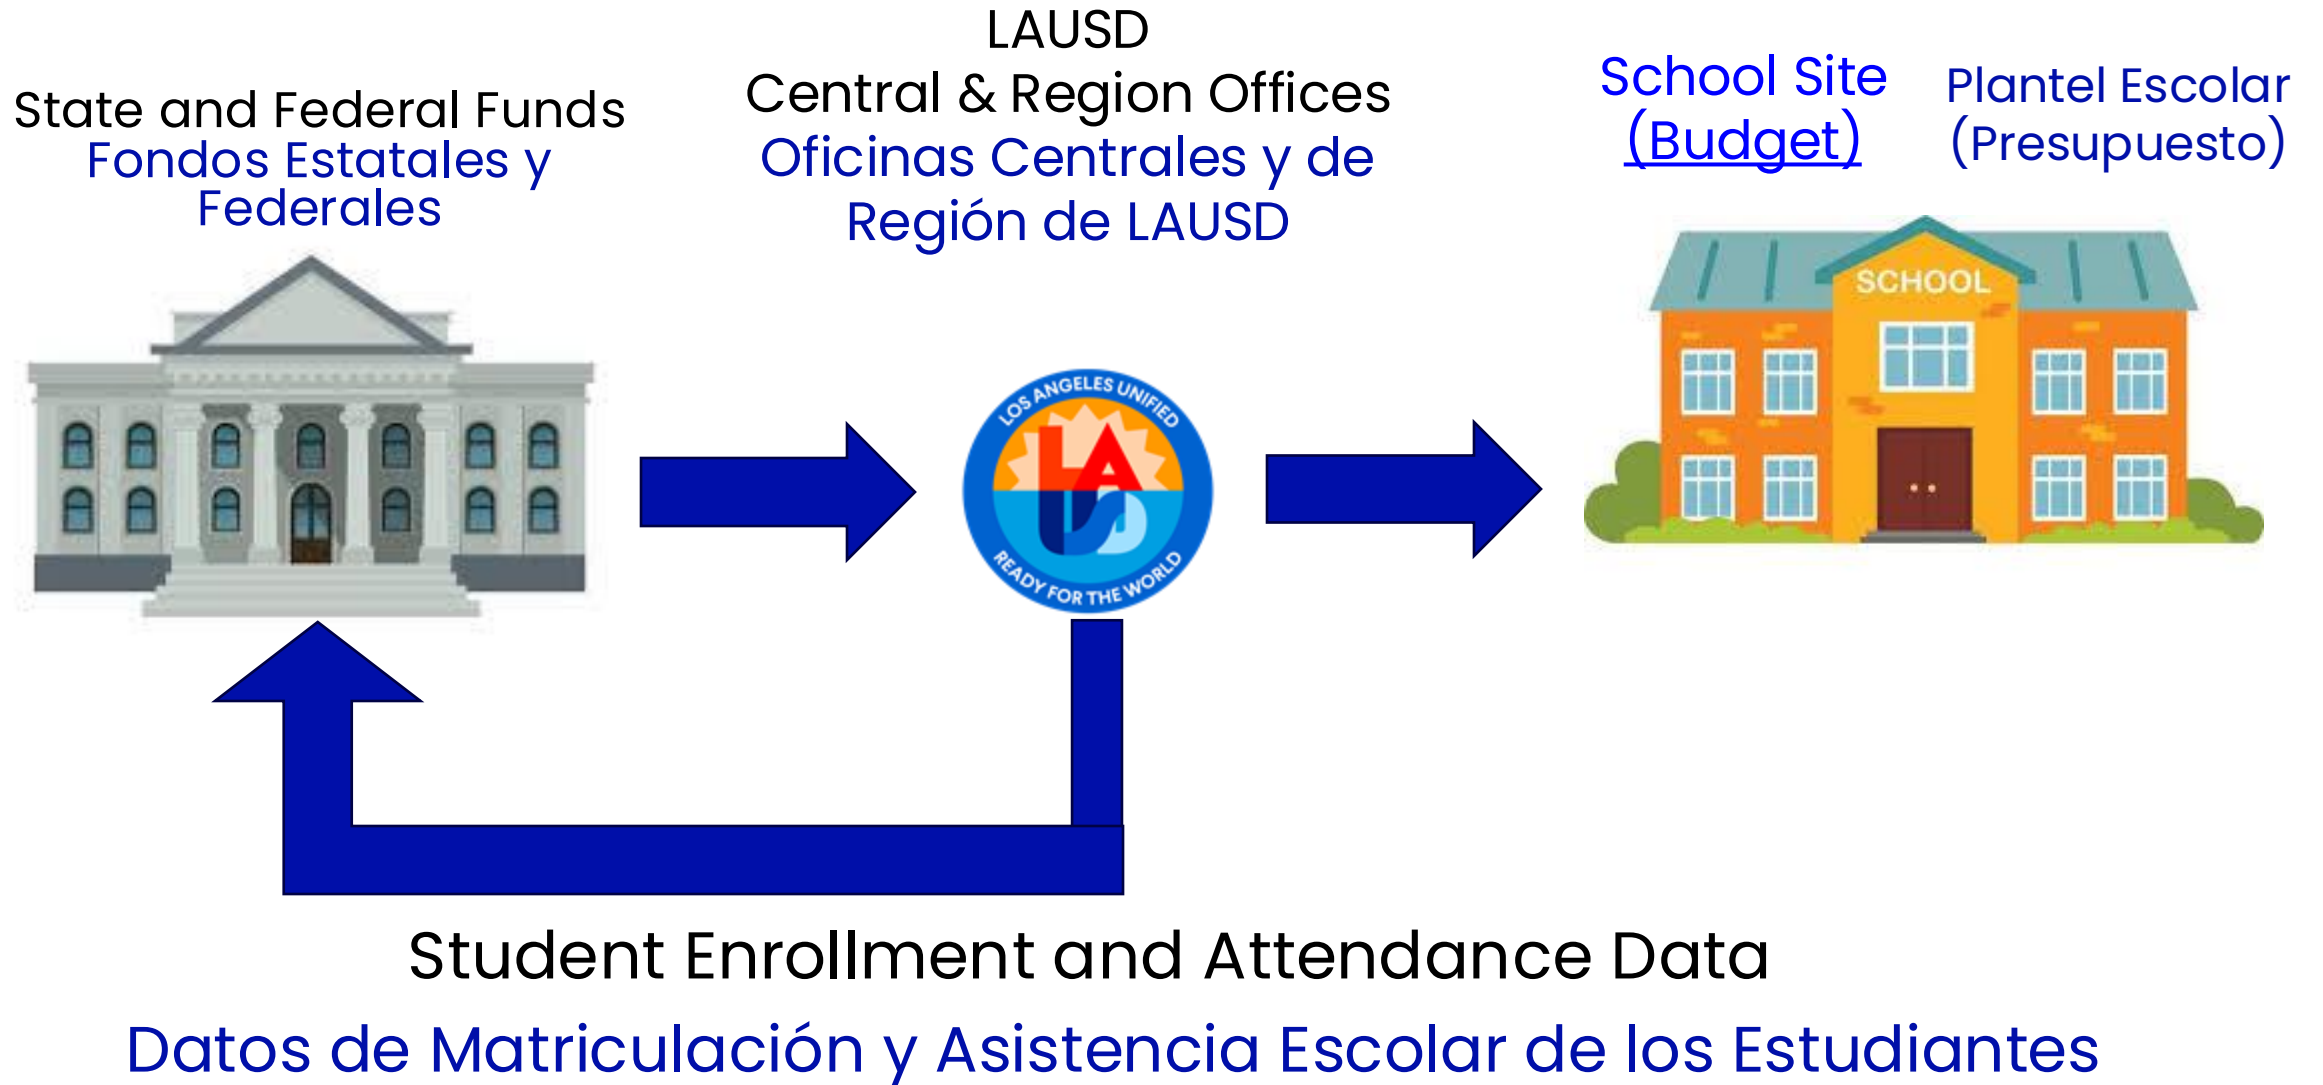 State and Federal Funds
Fondos Estatales y
Federales
LAUSD
Central & Region Offices
Oficinas Centrales y de
Región de LAUSD
School Site
(Budget)
Plantel Escolar
(Presupuesto)
SCHOOL
LOS ANGELES UNIFIED
LAUSD
READY FOR THE WORLD
Student Enrollment and Attendance Data
Datos de Matriculación y Asistencia Escolar de los Estudiantes